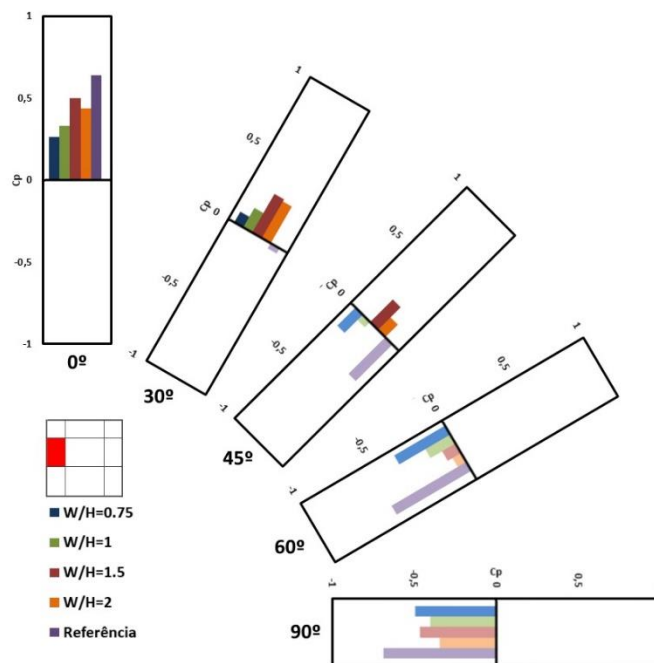 1
0,5
Cp
0
-0,5
-1
0º
1
0,5
Cp 0
-0,5
-1
30º
1
0,5
Cp 0
-0,5
-1
45º
1
0,5
Cp 0
-0,5
-1
60º
Cp
-1
-0,5
0
0,5
90º
W/H=0.75
W/H=1
W/H=1.5
W/H=2
Referência